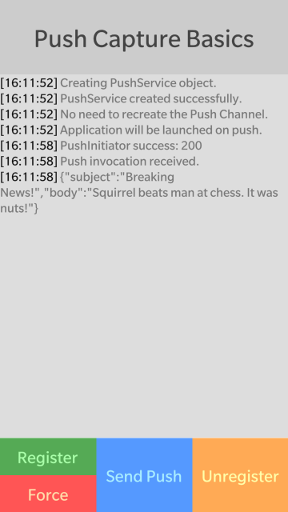 Push Capture Basics
[16:11:52] Creating PushService object.
[16:11:52] PushService created successfully.
[16:11:52] No need to recreate the Push Channel.
[16:11:52] Application will be launched on push.
[16:11:58] PushInitiator success: 200
[16:11:58] Push invocation received.
[16:11:58] {"subject":"Breaking
News!","body":"Squirrel beats man at chess. It was
nuts!"}
Register
Force
Send Push
Unregister